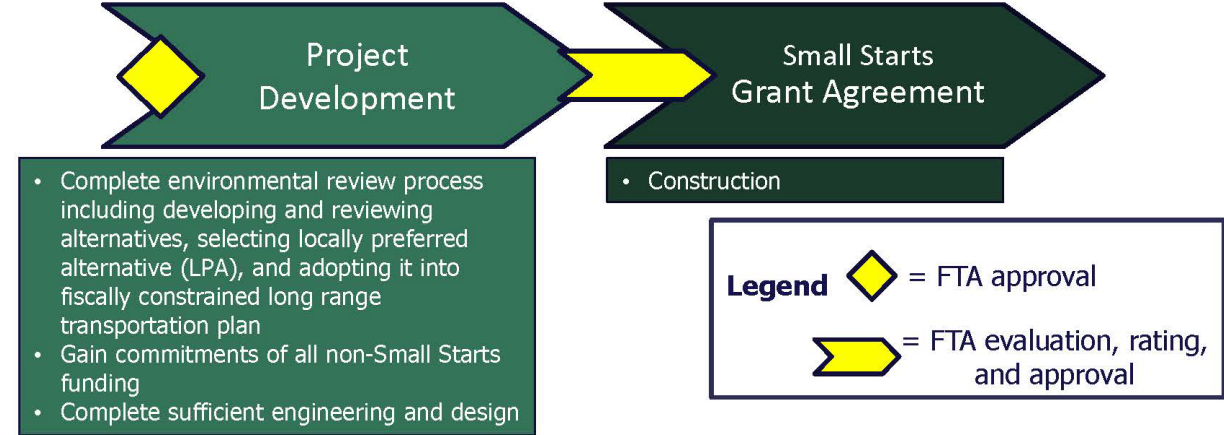 Project
Development
Small Starts
Grant Agreement
• Complete environmental review process
including developing and reviewing
alternatives, selecting locally preferred
alternative (LPA), and adopting it into
fiscally constrained long range
transportation plan
• Gain commitments of all non-Small Starts
funding
• Complete sufficient engineering and design
• Construction
Legend
= FTA approval
= FTA evaluation, rating,
and approval